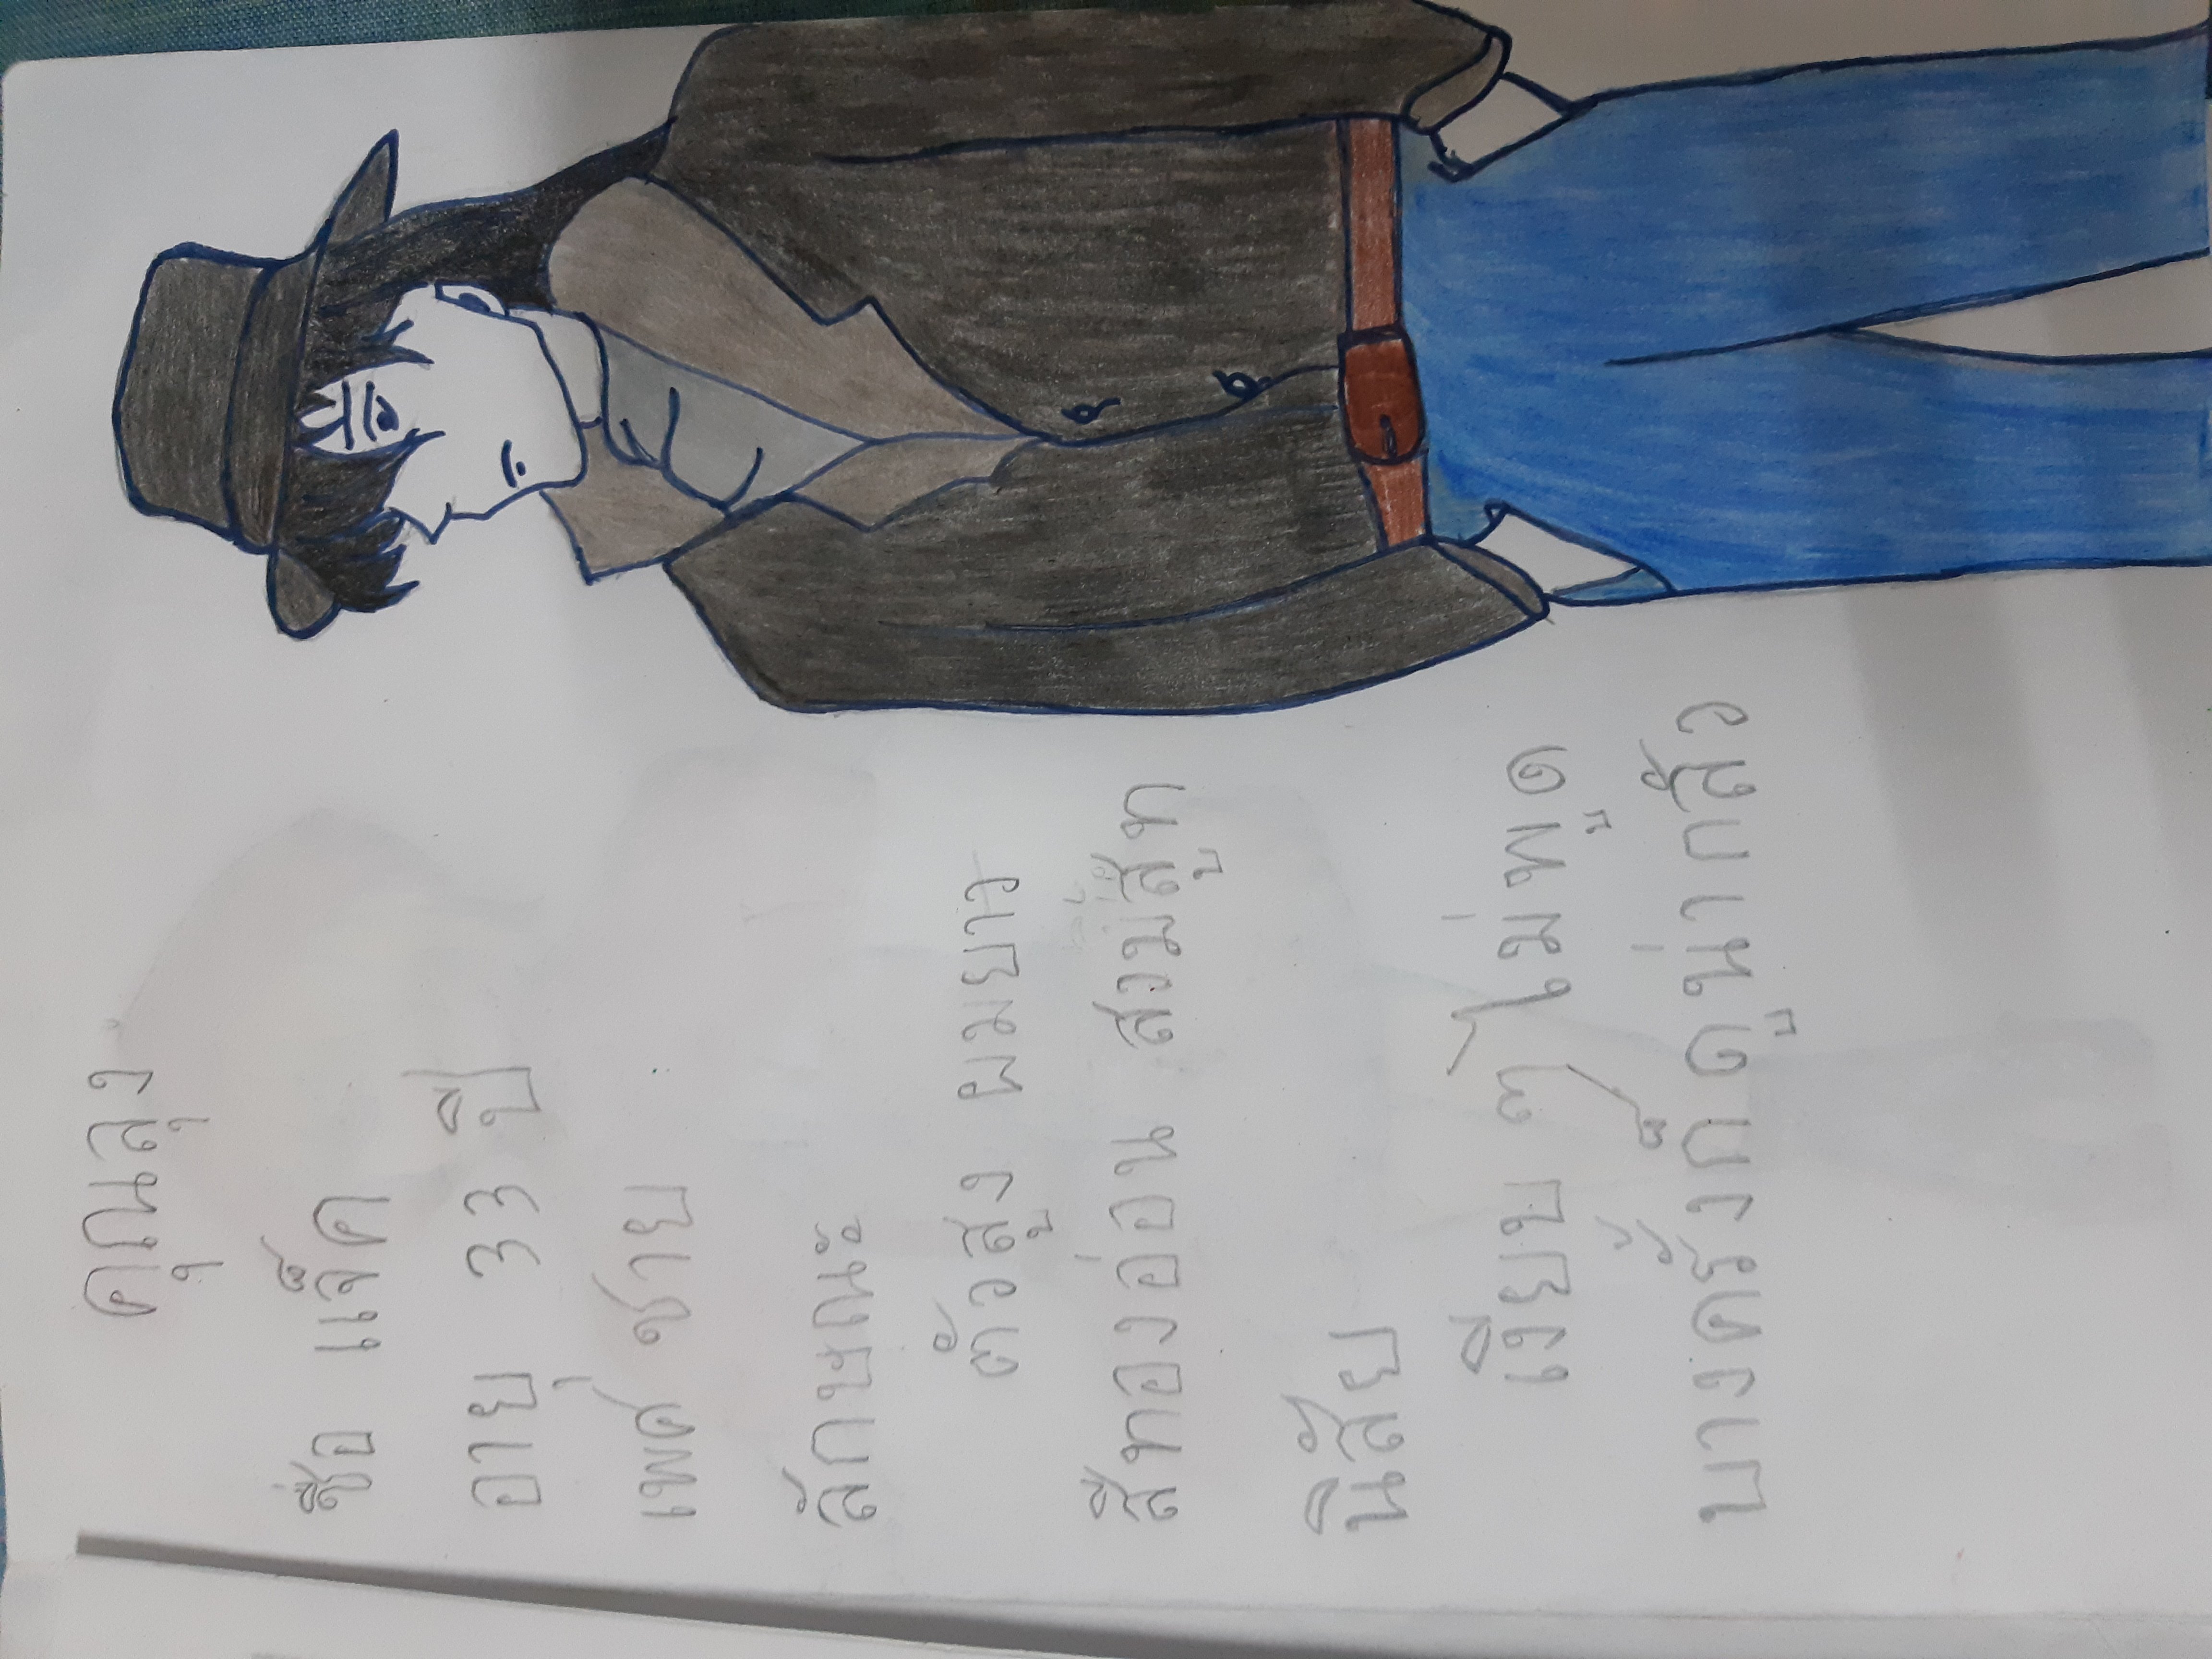 คุณลุง
ชื่อ แจ็ค
อายุ 33 ปี
เพศ ชาย
ลักษณะ
ตัวสูง ผมยาว
สีทองอ่อน สวมสู้ท
นิสัย
เงียบ ๆ ไม่พูด
บางครั้งก็ดูน่ากลัว